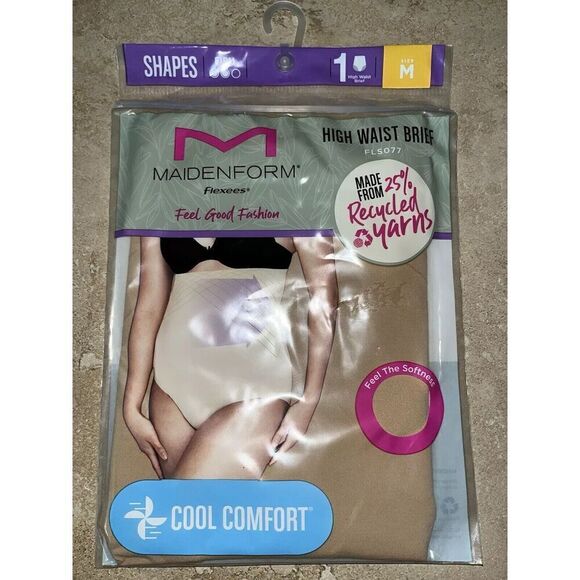 SHAPES
FIRM
1
High Waist
Brief
SIZE
M
M
MAIDENFORM®
Flexees®
Feel Good Fashion
HIGH WAIST BRIEF
FLS077
MADE
FROM 25%
Recycled
yarns
Feel The Softness
COOL COMFORT®